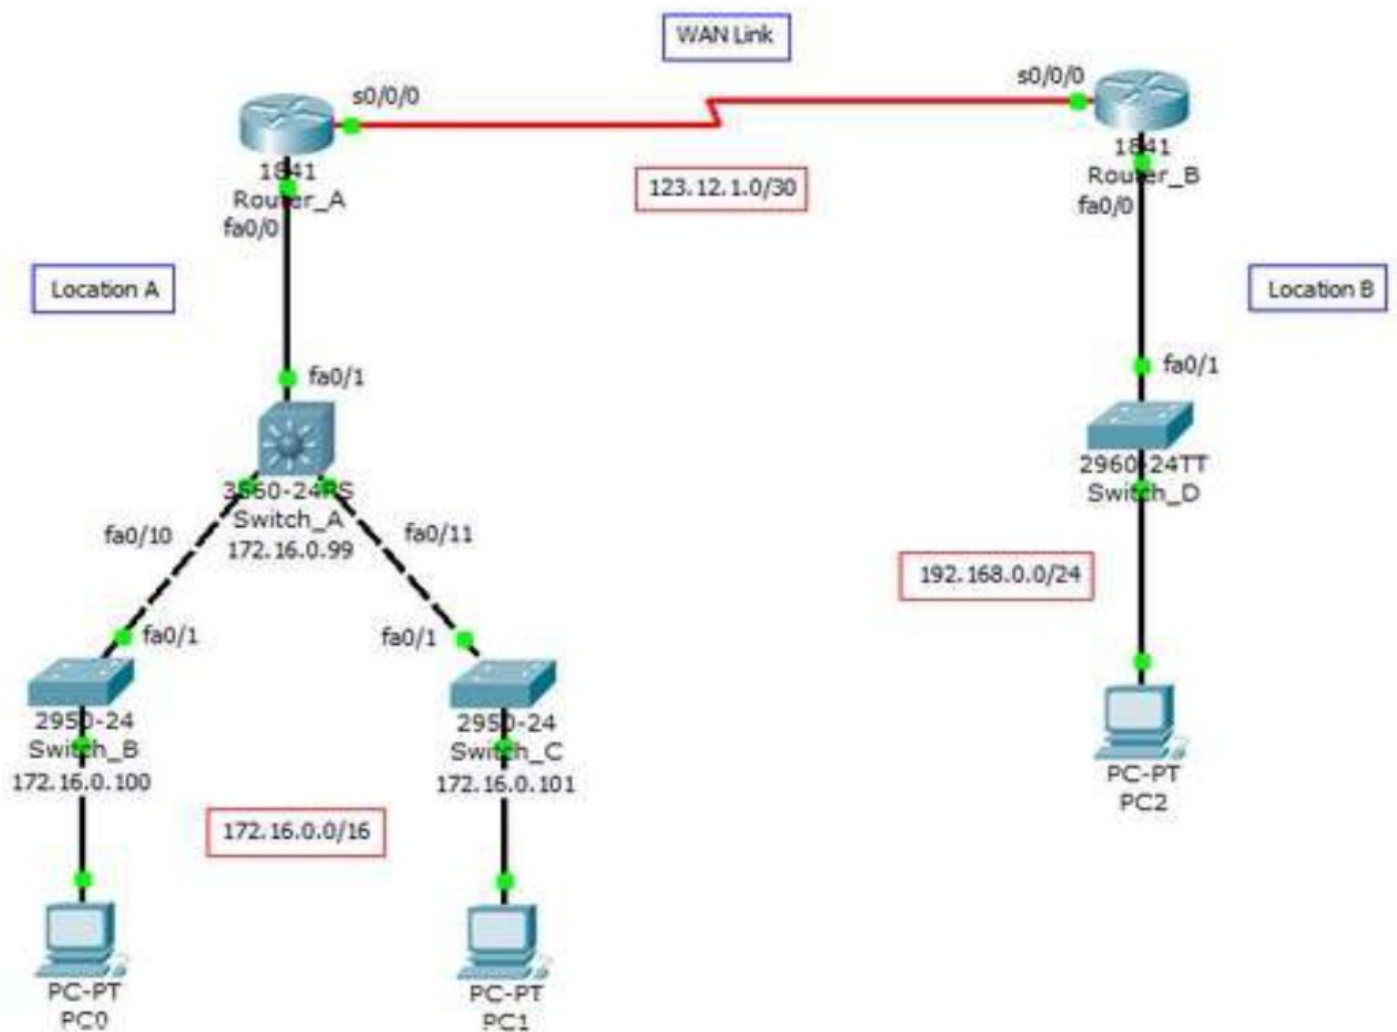 WAN Link
s0/0/0
s0/0/0
1841
Router_A
fa0/0
123.12.1.0/30
1841
Router_B
fa0/0
Location A
Location B
fa0/1
fa0/1
3560-24PS
Switch_A
172.16.0.99
2960-24TT
Switch_D
fa0/10
fa0/11
192.168.0.0/24
fa0/1
fa0/1
2950-24
Switch_B
172.16.0.100
2950-24
Switch_C
172.16.0.101
172.16.0.0/16
PC-PT
PC2
PC-PT
PC0
PC-PT
PC1